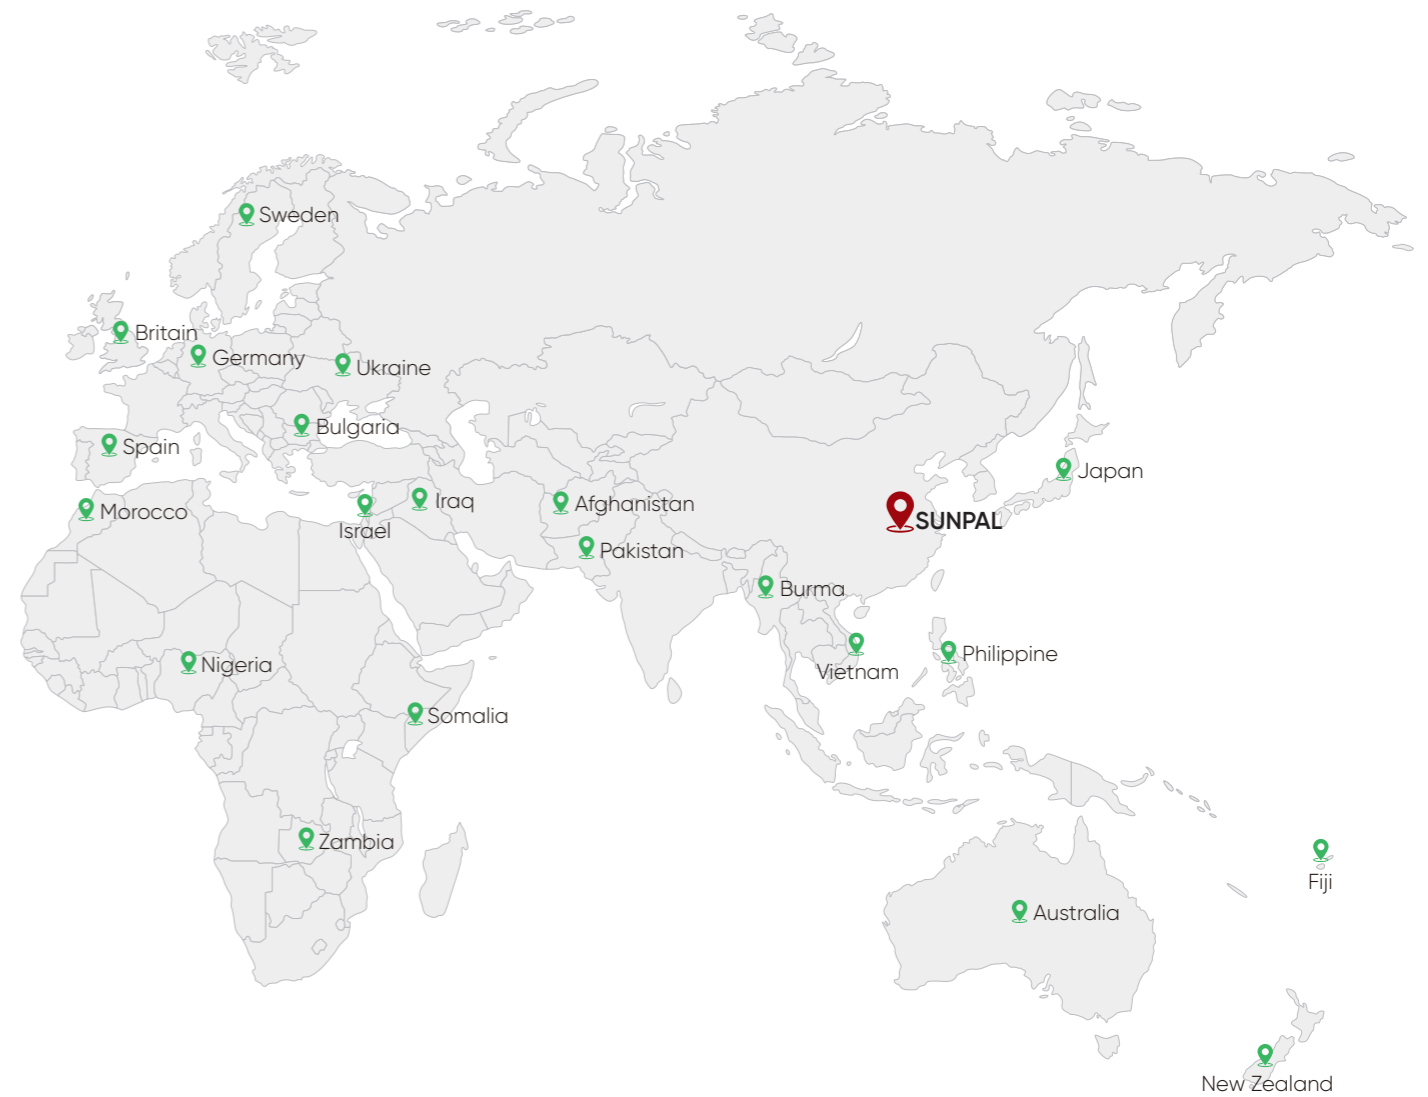 Sweden
Britain
Germany
Ukraine
Bulgaria
Spain
Japan
Iraq
Afghanistan
Morocco
SUNPAL
Israel
Pakistan
Burma
Philippine
Nigeria
Vietnam
Somalia
Zambia
Fiji
Australia
New Zealand